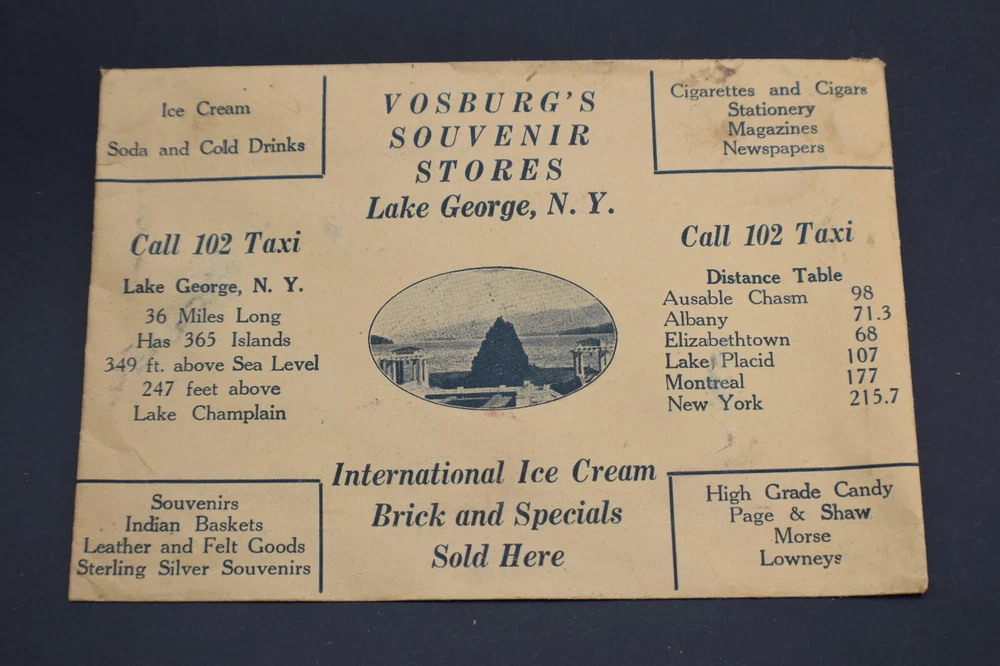 Ice Cream
Soda and Cold Drinks
VOSBURG'S
SOUVENIR
STORES
Lake George, N. Y.
Cigarettes and Cigars
Stationery
Magazines
Newspapers
Call 102 Taxi
Lake George, N. Y.
36 Miles Long
Has 365 Islands
349 ft. above Sea Level
247 feet above
Lake Champlain
Call 102 Taxi
Distance Table
Ausable Chasm 98
Albany 71.3
Elizabethtown 68
Lake Placid 107
Montreal 177
New York 215.7
Souvenirs
Indian Baskets
Leather and Felt Goods
Sterling Silver Souvenirs
International Ice Cream
Brick and Specials
Sold Here
High Grade Candy
Page & Shaw
Morse
Lowneys